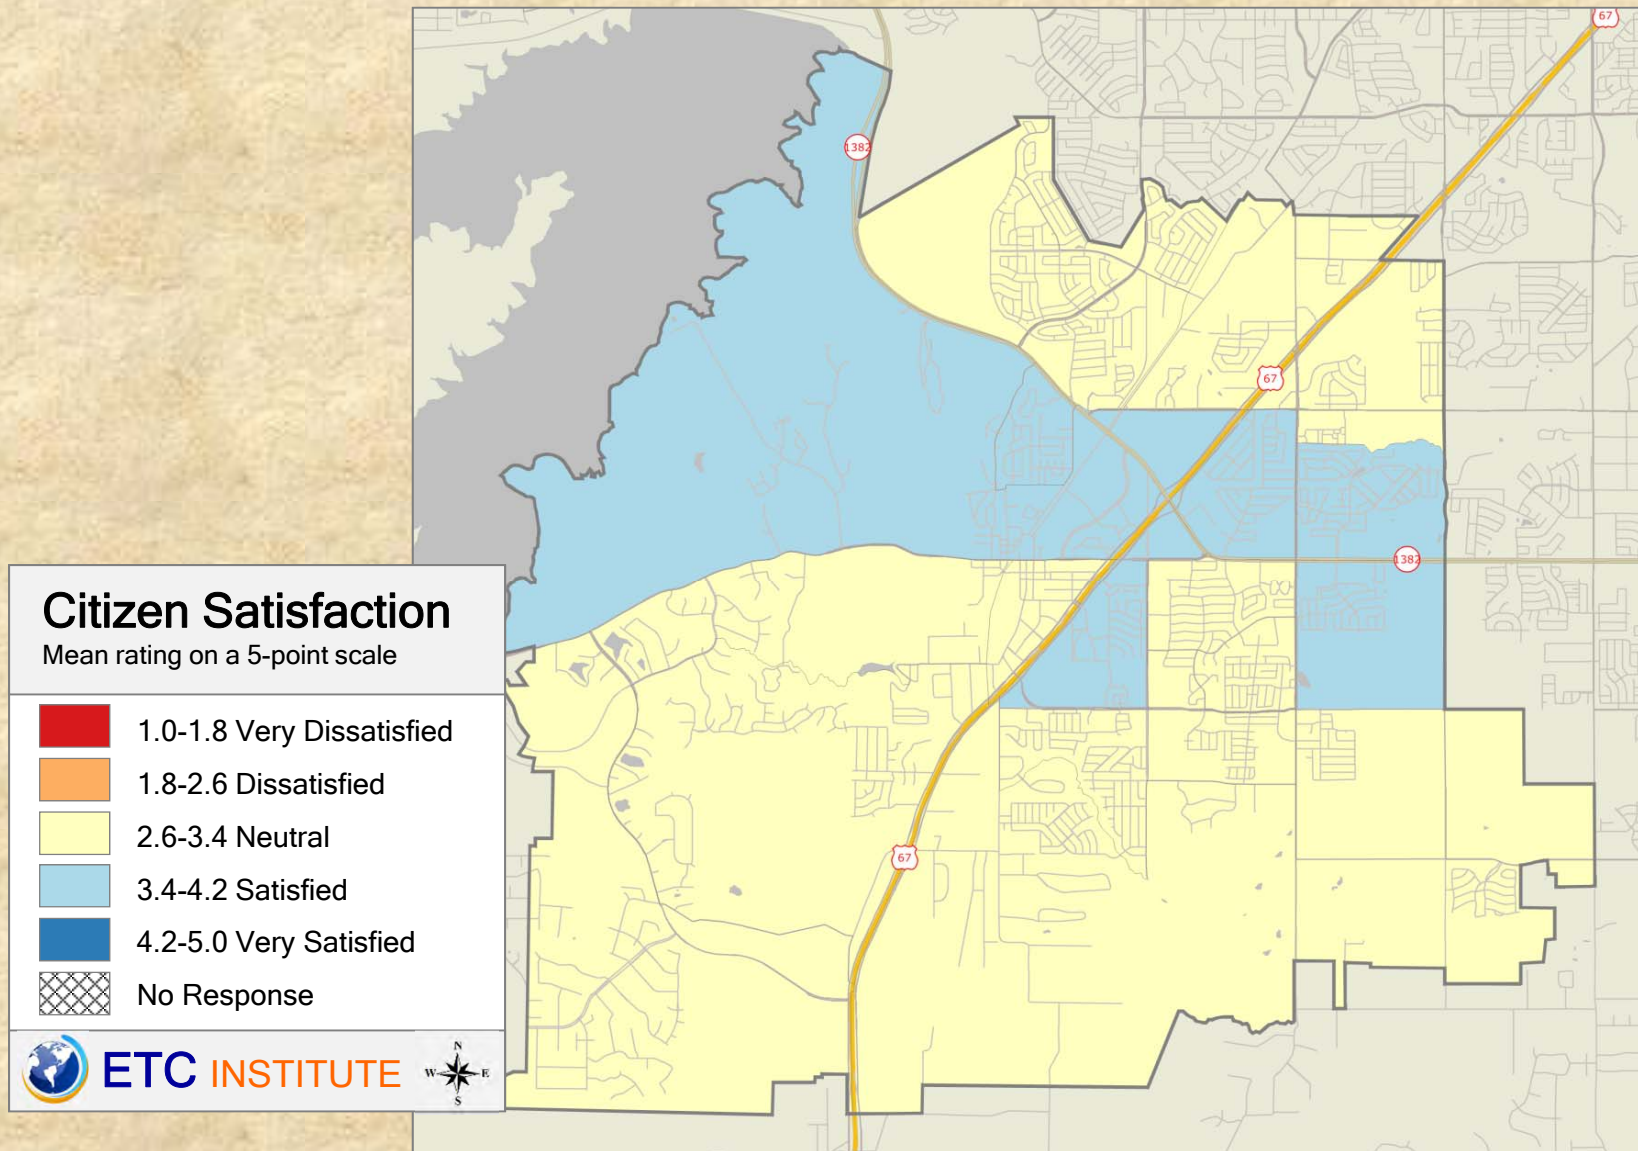 67
1382
67
1382
67
Citizen Satisfaction
Mean rating on a 5-point scale
1.0-1.8 Very Dissatisfied
1.8-2.6 Dissatisfied
2.6-3.4 Neutral
3.4-4.2 Satisfied
4.2-5.0 Very Satisfied
No Response
ETC INSTITUTE
N
W E
S